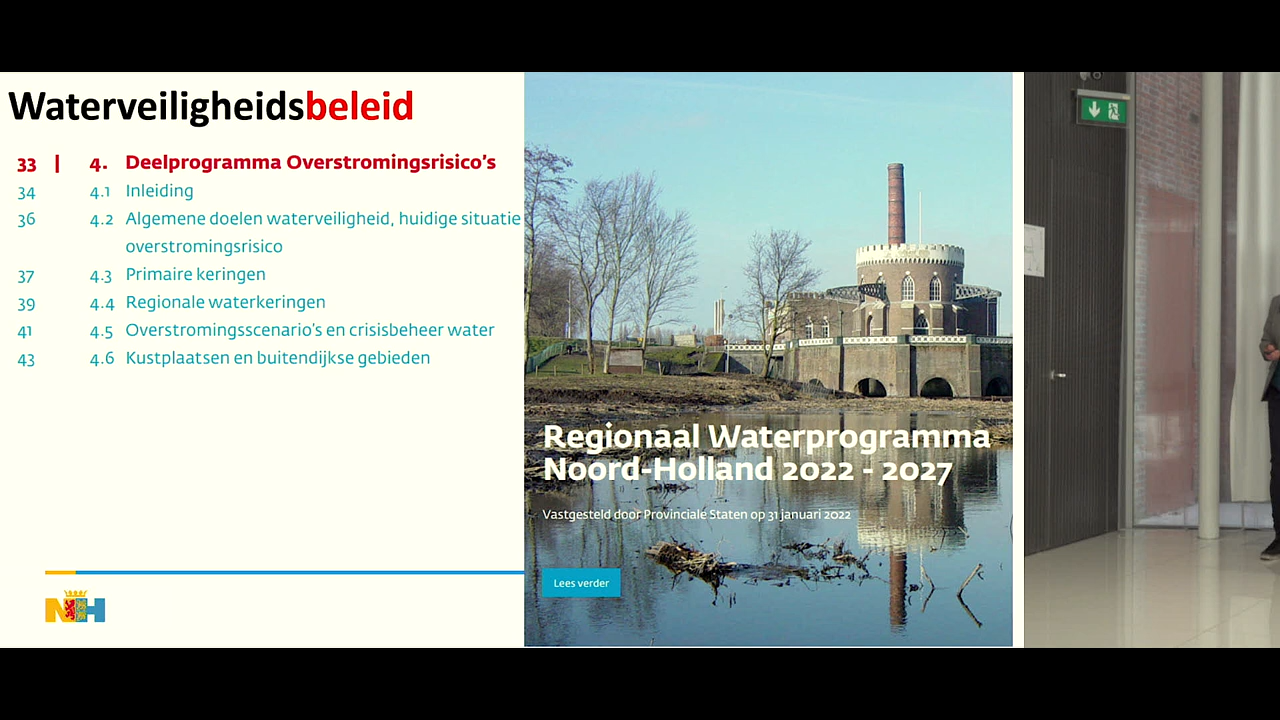 Waterveiligheidsbeleid
33 | 4. Deelprogramma Overstromingsrisico's
34 4.1 Inleiding
36 4.2 Algemene doelen waterveiligheid, huidige situatie
overstromingsrisico
37 4.3 Primaire keringen
39 4.4 Regionale waterkeringen
41 4.5 Overstromingsscenario's en crisisbeheer water
43 4.6 Kustplaatsen en buitendijkse gebieden
NH
Regionaal Waterprogramma
Noord-Holland 2022 - 2027
Vastgesteld door Provinciale Staten op 31 januari 2022
Lees verder